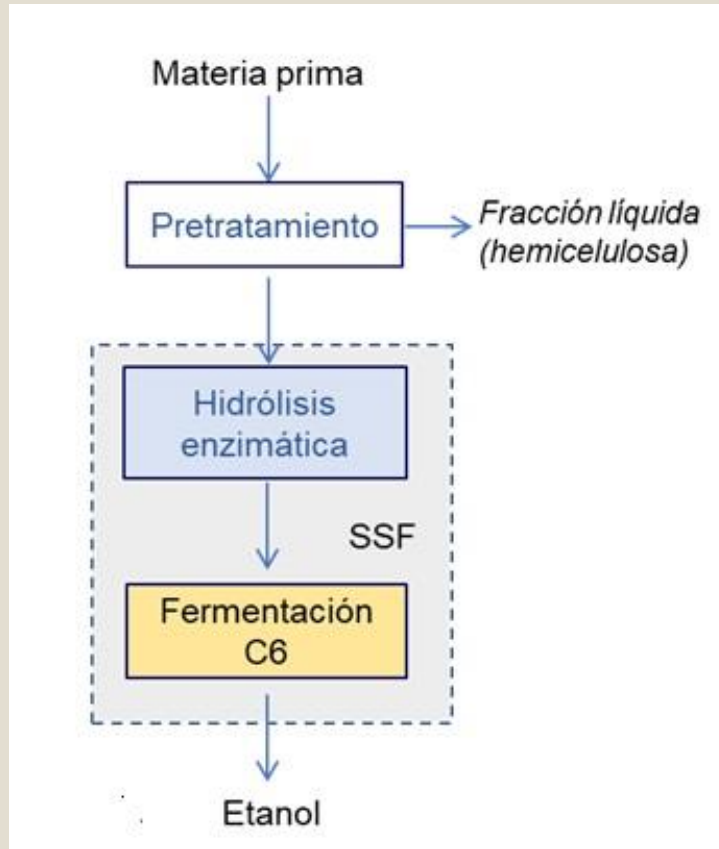 Materia prima
Pretratamiento
Fracción líquida
(hemicelulosa)
Hidrólisis
enzimática
SSF
Fermentación
C6
Etanol